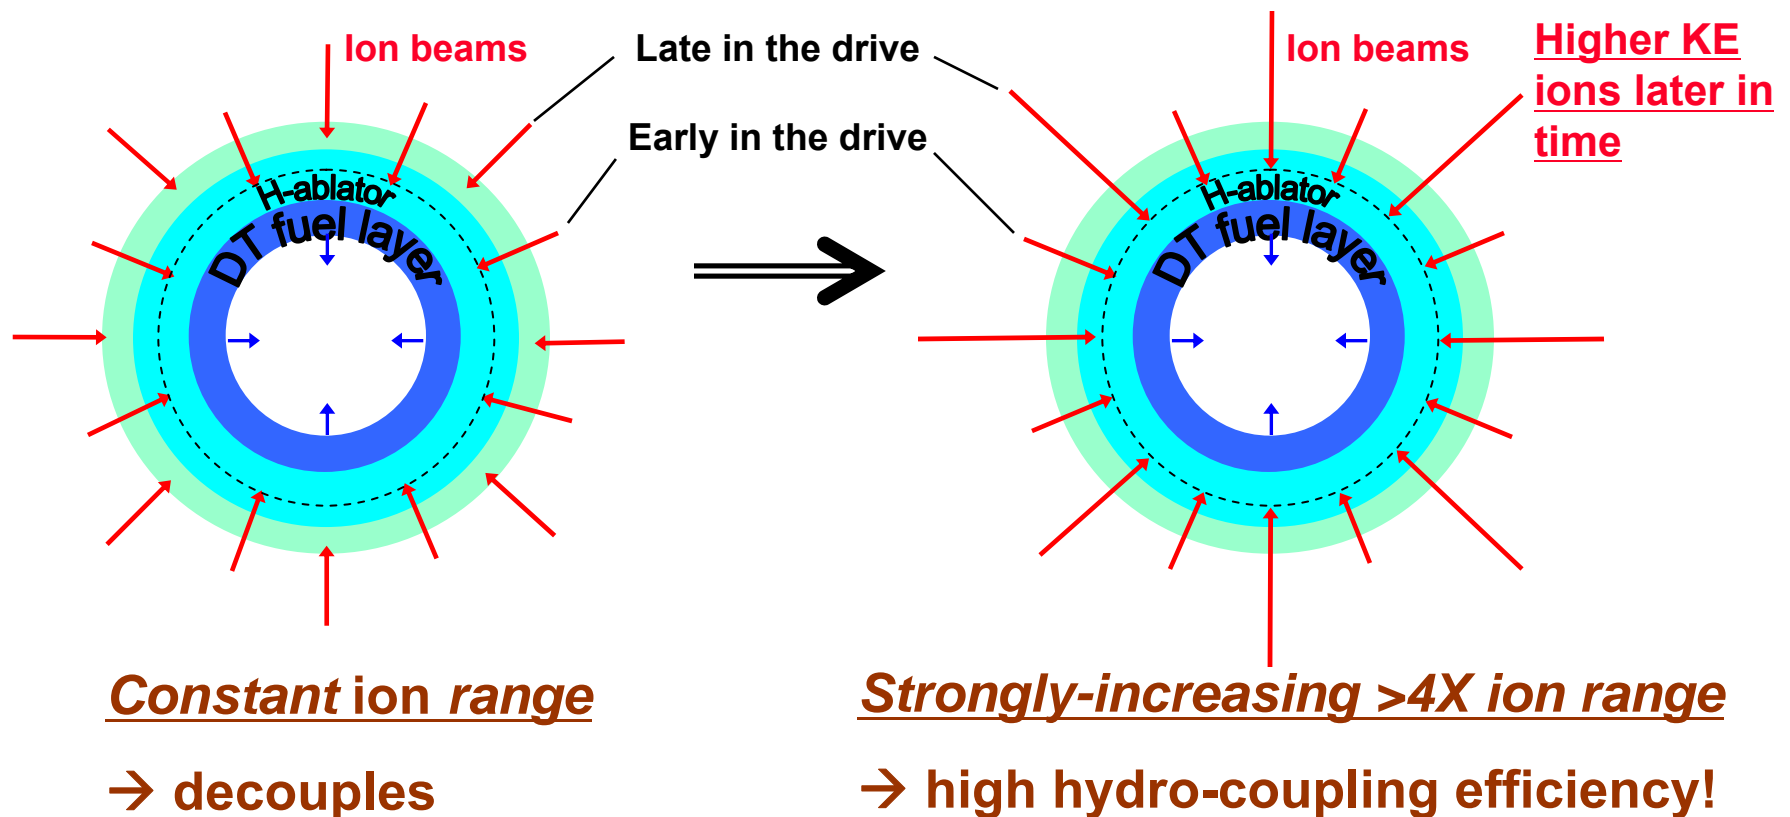 Ion beams
Late in the drive
Early in the drive
Ion beams
Higher KE
ions later in
time
H-ablator
DT fuel layer
H-ablator
DT fuel layer
Constant ion range
→ decouples
Strongly-increasing >4X ion range
→ high hydro-coupling efficiency!